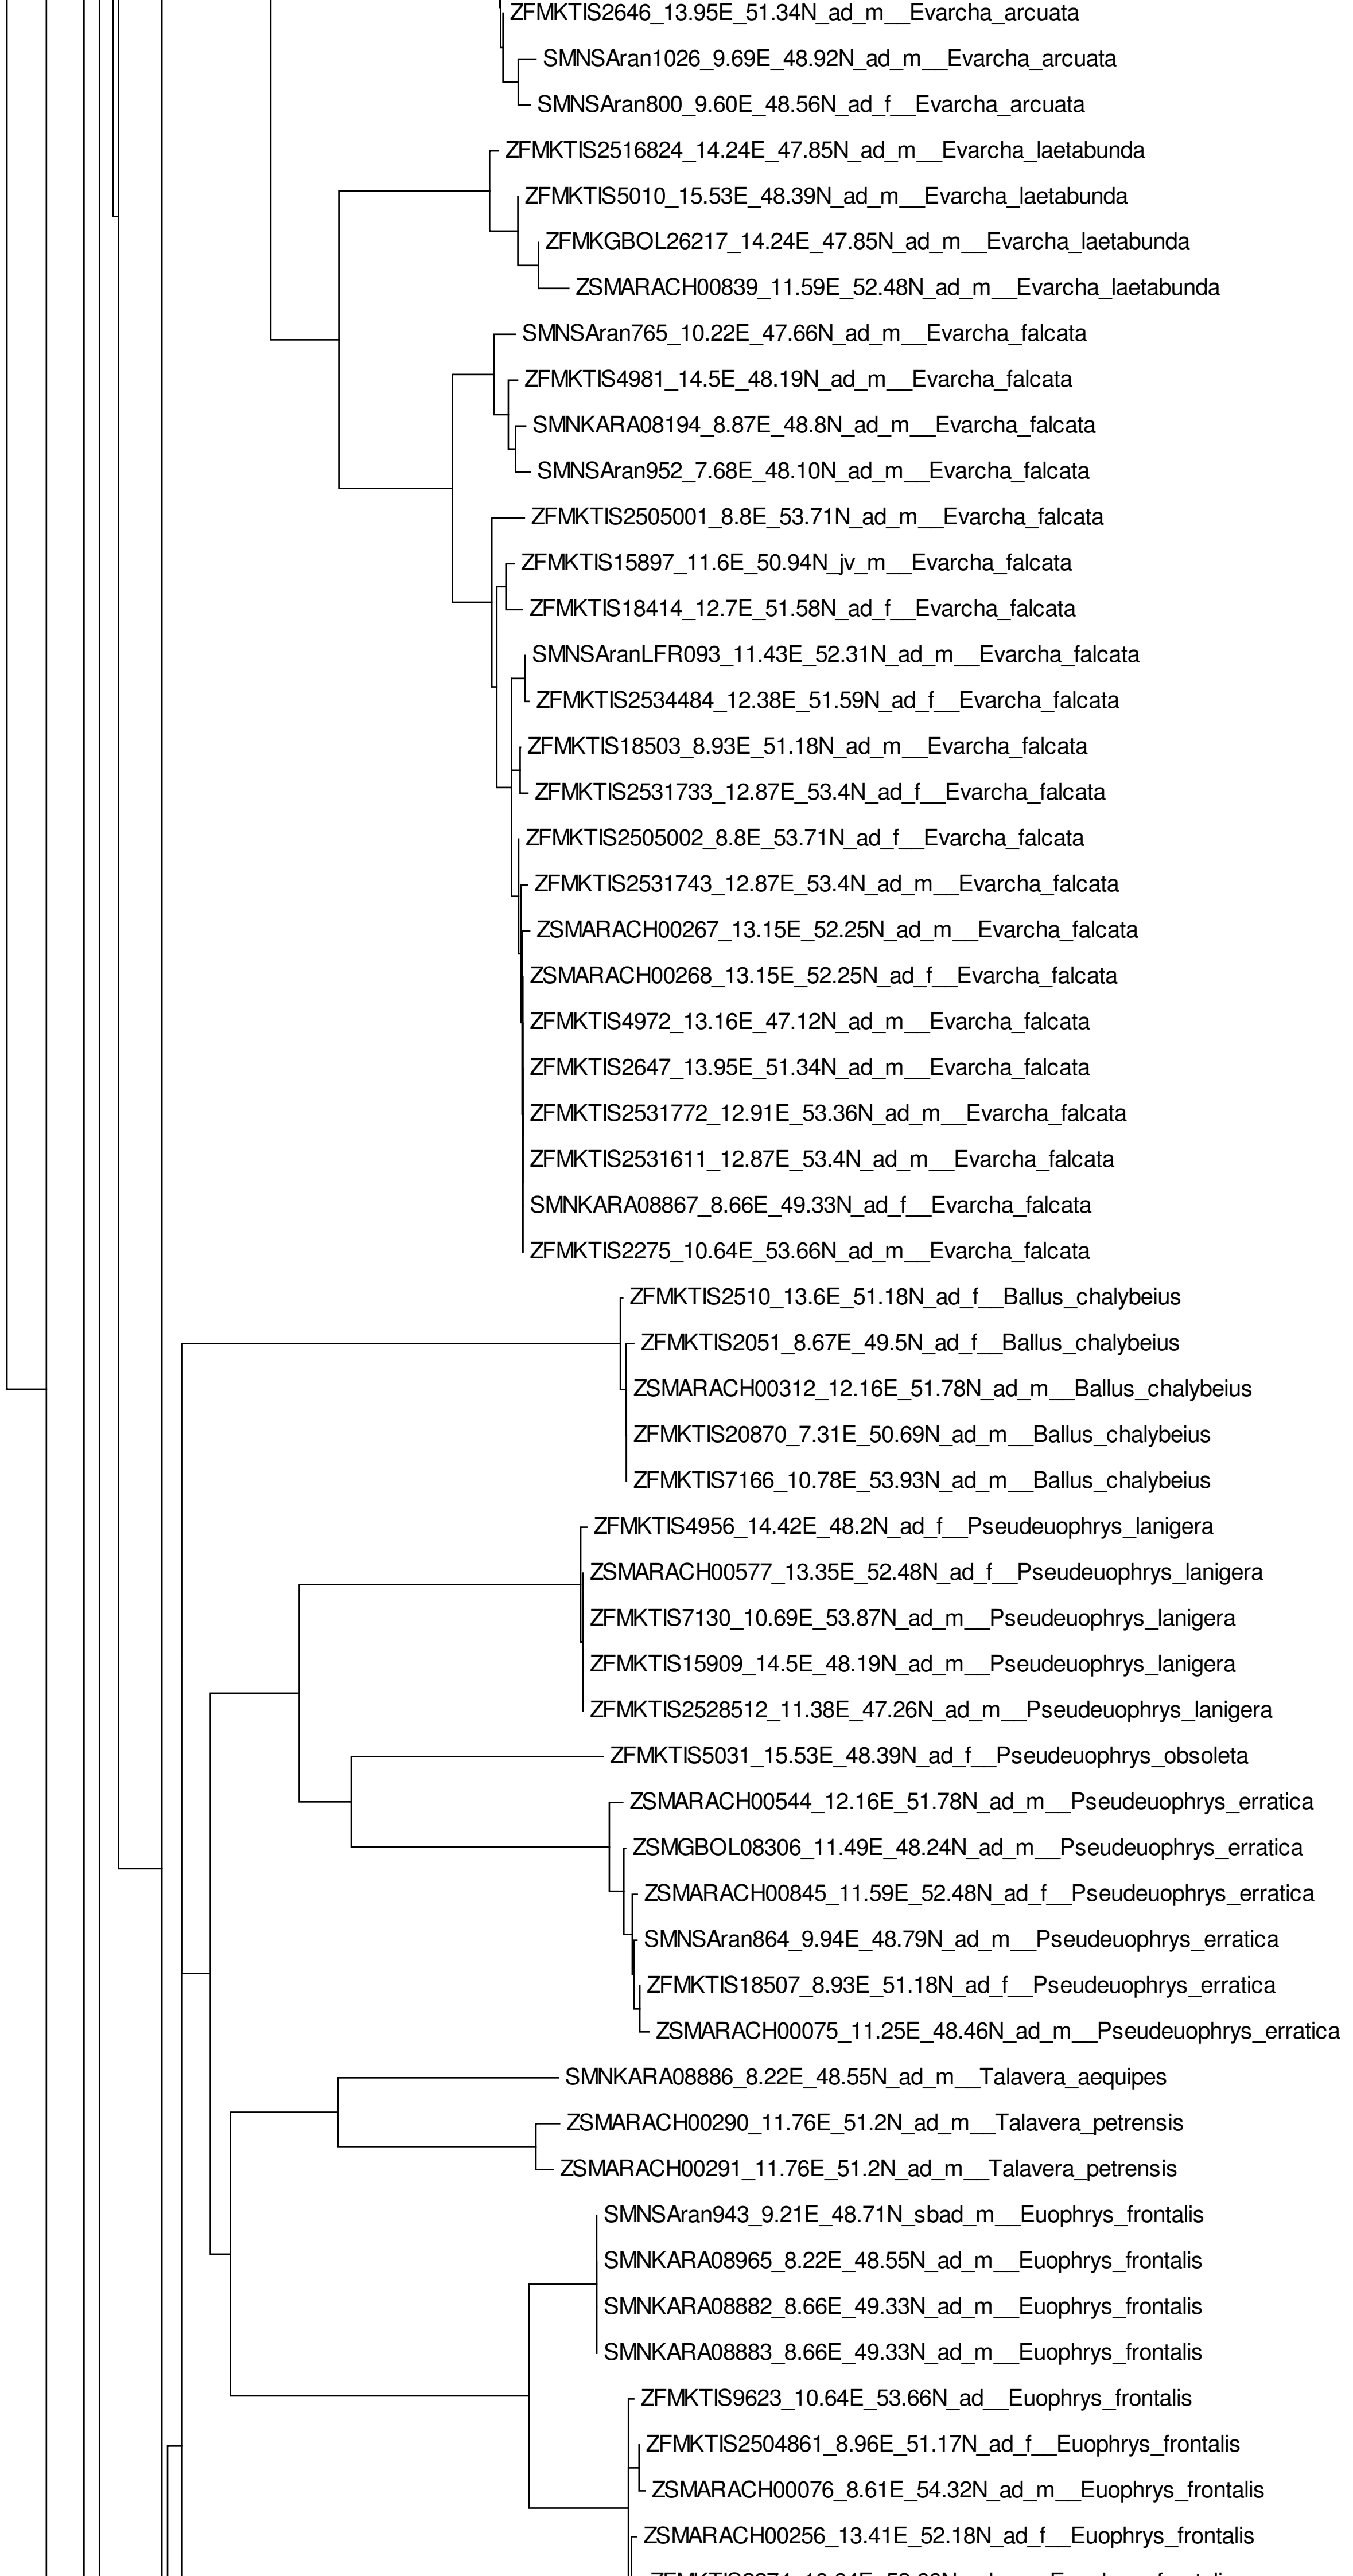 ZFMKTIS2646_13.95E_51.34N_ad_m__Evarcha_arcuata
SMNSAran1026_9.69E_48.92N_ad_m__Evarcha_arcuata
SMNSAran800_9.60E_48.56N_ad_f__Evarcha_arcuata
ZFMKTIS2516824_14.24E_47.85N_ad_m__Evarcha_laetabunda
ZFMKTIS5010_15.53E_48.39N_ad_m__Evarcha_laetabunda
ZFMKGBOL26217_14.24E_47.85N_ad_m__Evarcha_laetabunda
ZSMARACH00839_11.59E_52.48N_ad_m__Evarcha_laetabunda
SMNSAran765_10.22E_47.66N_ad_m__Evarcha_falcata
ZFMKTIS4981_14.5E_48.19N_ad_m__Evarcha_falcata
SMNKARA08194_8.87E_48.8N_ad_m__Evarcha_falcata
SMNSAran952_7.68E_48.10N_ad_m__Evarcha_falcata
ZFMKTIS2505001_8.8E_53.71N_ad_m__Evarcha_falcata
ZFMKTIS15897_11.6E_50.94N_jv_m__Evarcha_falcata
ZFMKTIS18414_12.7E_51.58N_ad_f__Evarcha_falcata
SMNSAranLFR093_11.43E_52.31N_ad_m__Evarcha_falcata
ZFMKTIS2534484_12.38E_51.59N_ad_f__Evarcha_falcata
ZFMKTIS18503_8.93E_51.18N_ad_m__Evarcha_falcata
ZFMKTIS2531733_12.87E_53.4N_ad_f__Evarcha_falcata
ZFMKTIS2505002_8.8E_53.71N_ad_f__Evarcha_falcata
ZFMKTIS2531743_12.87E_53.4N_ad_m__Evarcha_falcata
ZSMARACH00267_13.15E_52.25N_ad_m__Evarcha_falcata
ZSMARACH00268_13.15E_52.25N_ad_f__Evarcha_falcata
ZFMKTIS4972_13.16E_47.12N_ad_m__Evarcha_falcata
ZFMKTIS2647_13.95E_51.34N_ad_m__Evarcha_falcata
ZFMKTIS2531772_12.91E_53.36N_ad_m__Evarcha_falcata
ZFMKTIS2531611_12.87E_53.4N_ad_m__Evarcha_falcata
SMNKARA08867_8.66E_49.33N_ad_f__Evarcha_falcata
ZFMKTIS2275_10.64E_53.66N_ad_m__Evarcha_falcata
ZFMKTIS2510_13.6E_51.18N_ad_f__Ballus_chalybeius
ZFMKTIS2051_8.67E_49.5N_ad_f__Ballus_chalybeius
ZSMARACH00312_12.16E_51.78N_ad_m__Ballus_chalybeius
ZFMKTIS20870_7.31E_50.69N_ad_m__Ballus_chalybeius
ZFMKTIS7166_10.78E_53.93N_ad_m__Ballus_chalybeius
ZFMKTIS4956_14.42E_48.2N_ad_f__Pseudeuophrys_lanigera
ZSMARACH00577_13.35E_52.48N_ad_f__Pseudeuophrys_lanigera
ZFMKTIS7130_10.69E_53.87N_ad_m__Pseudeuophrys_lanigera
ZFMKTIS15909_14.5E_48.19N_ad_m__Pseudeuophrys_lanigera
ZFMKTIS2528512_11.38E_47.26N_ad_m__Pseudeuophrys_lanigera
ZFMKTIS5031_15.53E_48.39N_ad_f__Pseudeuophrys_obsoleta
ZSMARACH00544_12.16E_51.78N_ad_m__Pseudeuophrys_erratica
ZSMGBOL08306_11.49E_48.24N_ad_m__Pseudeuophrys_erratica
ZSMARACH00845_11.59E_52.48N_ad_f__Pseudeuophrys_erratica
SMNSAran864_9.94E_48.79N_ad_m__Pseudeuophrys_erratica
ZFMKTIS18507_8.93E_51.18N_ad_f__Pseudeuophrys_erratica
ZSMARACH00075_11.25E_48.46N_ad_m__Pseudeuophrys_erratica
SMNKARA08886_8.22E_48.55N_ad_m__Talavera_aequipes
ZSMARACH00290_11.76E_51.2N_ad_m__Talavera_petrensis
ZSMARACH00291_11.76E_51.2N_ad_m__Talavera_petrensis
SMNSAran943_9.21E_48.71N_sbad_m__Euophrys_frontalis
SMNKARA08965_8.22E_48.55N_ad_m__Euophrys_frontalis
SMNKARA08882_8.66E_49.33N_ad_m__Euophrys_frontalis
SMNKARA08883_8.66E_49.33N_ad_m__Euophrys_frontalis
ZFMKTIS9623_10.64E_53.66N_ad__Euophrys_frontalis
ZFMKTIS2504861_8.96E_51.17N_ad_f__Euophrys_frontalis
ZSMARACH00076_8.61E_54.32N_ad_m__Euophrys_frontalis
ZSMARACH00256_13.41E_52.18N_ad_f__Euophrys_frontalis